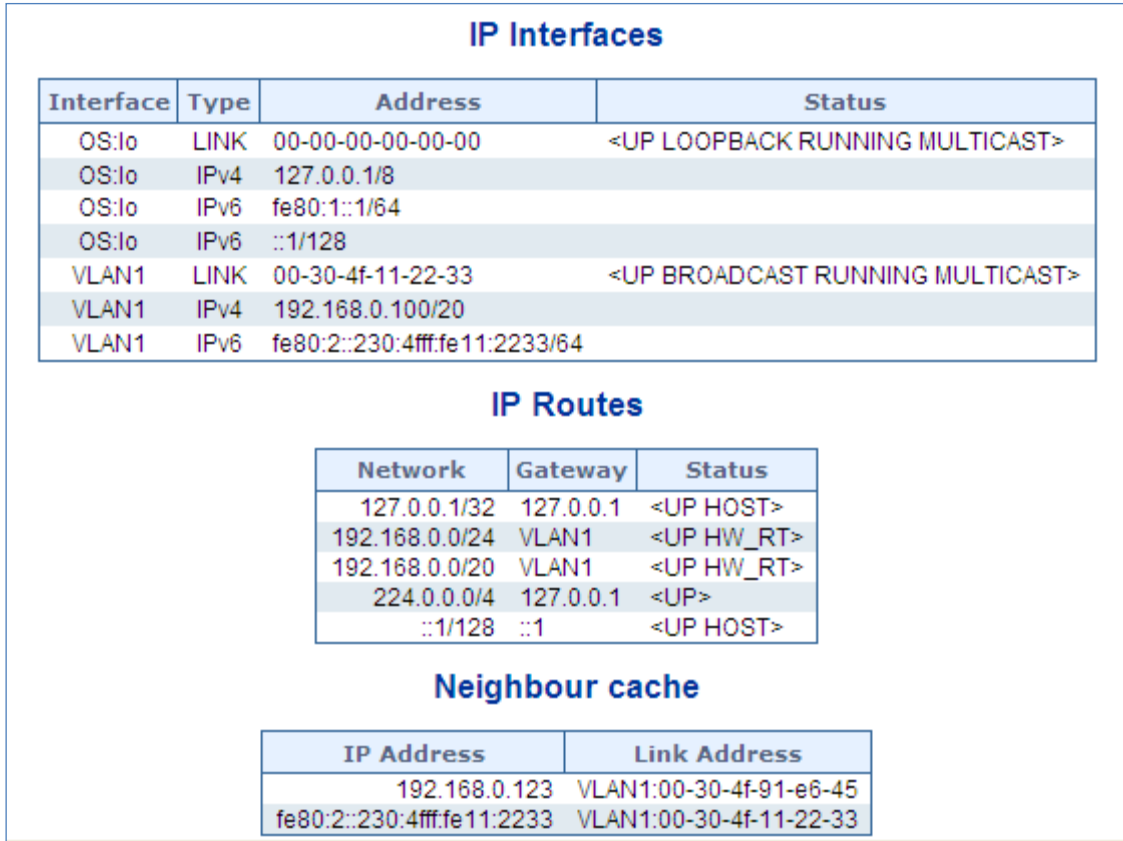 IP Interfaces
Interface Type Address Status
OS:lo LINK 00-00-00-00-00-00 <UP LOOPBACK RUNNING MULTICAST>
OS:lo IPv4 127.0.0.1/8
OS:lo IPv6 fe80:1::1/64
OS:lo IPv6 ::1/128
VLAN1 LINK 00-30-4f-11-22-33 <UP BROADCAST RUNNING MULTICAST>
VLAN1 IPv4 192.168.0.100/20
VLAN1 IPv6 fe80:2::230:4fff:fe11:2233/64
IP Routes
Network Gateway Status
127.0.0.1/32 127.0.0.1 <UP HOST>
192.168.0.0/24 VLAN1 <UP HW_RT>
192.168.0.0/20 VLAN1 <UP HW_RT>
224.0.0.0/4 127.0.0.1 <UP>
::1/128 ::1 <UP HOST>
Neighbour cache
IP Address Link Address
192.168.0.123 VLAN1:00-30-4f-91-e6-45
fe80:2::230:4fff:fe11:2233 VLAN1:00-30-4f-11-22-33